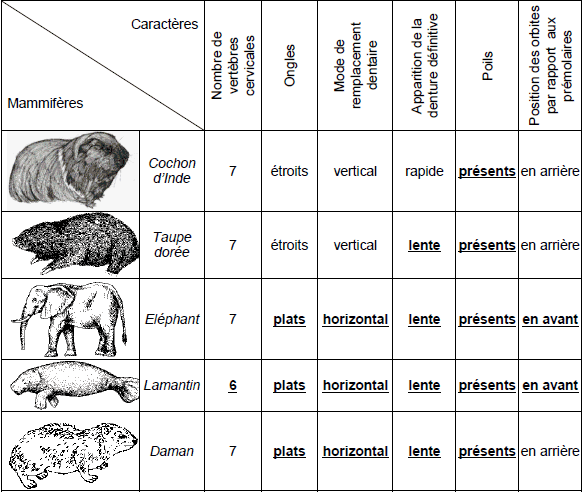 Caractères
Mammifères
Nombre de
vertèbres
cervicales
Ongles
Mode de
remplacement
dentaire
Apparition de la
denture définitive
Poils
Position des orbites
par rapport aux
prémolaires
Cochon
d'Inde
7
étroits
vertical
rapide
présents
en arrière
Taupe
dorée
7
étroits
vertical
lente
présents
en arrière
Eléphant
7
plats
horizontal
lente
présents
en avant
Lamantin
6
plats
horizontal
lente
présents
en avant
Daman
7
plats
horizontal
lente
présents
en arrière